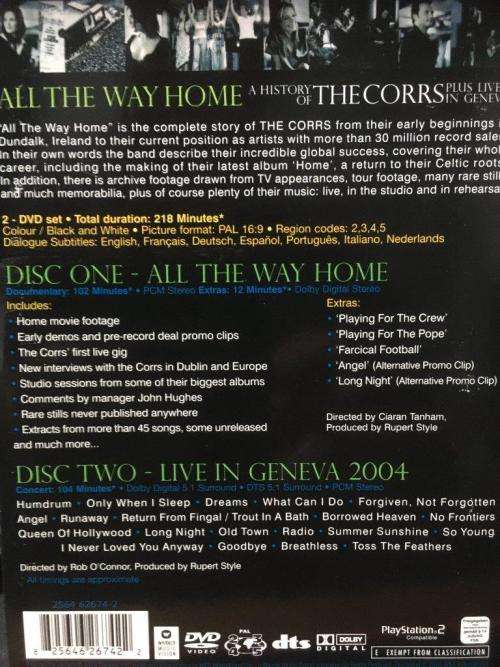 ALL THE WAY HOME A HISTORY OF THE CORRS PLUS LIVE IN GENEV
"All The Way Home" is the complete story of THE CORRS from their early beginnings i
Dundalk, Ireland to their current position as artists with more than 30 million record sale
In their own words the band describe their incredible global success, covering their whol
career, including the making of their latest album 'Home', a return to their Celtic roots
In addition, there is archive footage drawn from TV appearances, tour footage, many rare still
and much memorabilia, plus of course plenty of their music: live, in the studio and in rehearsa
2 - DVD set • Total duration: 218 Minutes*
Colour / Black and White • Picture format: PAL 16:9 • Region codes: 2,3,4,5
Dialogue Subtitles: English, Français, Deutsch, Español, Português, Italiano, Nederlands
DISC ONE - ALL THE WAY HOME
Documentary: 102 Minutes* • PCM Stereo Extras: 12 Minutes* • Dolby Digital Stereo
Includes:
• Home movie footage
• Early demos and pre-record deal promo clips
• The Corrs' first live gig
• New interviews with the Corrs in Dublin and Europe
• Studio sessions from some of their biggest albums
• Comments by manager John Hughes
• Rare stills never published anywhere
• Extracts from more than 45 songs, some unreleased
and much more...
Extras:
• 'Playing For The Crew'
• 'Playing For The Pope'
• 'Farcical Football'
• 'Angel' (Alternative Promo Clip)
• 'Long Night' (Alternative Promo Clip)
Directed by Ciaran Tanham,
Produced by Rupert Style
DISC TWO - LIVE IN GENEVA 2004
Concert: 104 Minutes* • Dolby Digital 5.1 Surround • DTS 5.1 Surround • PCM Stereo
Humdrum • Only When I Sleep • Dreams • What Can I Do • Forgiven, Not Forgotten
Angel • Runaway • Return From Fingal / Trout In A Bath • Borrowed Heaven • No Frontiers
Queen Of Hollywood • Long Night • Old Town • Radio • Summer Sunshine • So Young
I Never Loved You Anyway • Goodbye • Breathless • Toss The Feathers
Directed by Rob O'Connor, Produced by Rupert Style
* All timings are approximate
2564 62674-2
8 25646 26742 2
WARNER MUSIC VISION
DVD VIDEO
PAL
dts
DOLBY DIGITAL
PlayStation 2 Compatible
E EXEMPT FROM CLASSIFICATION